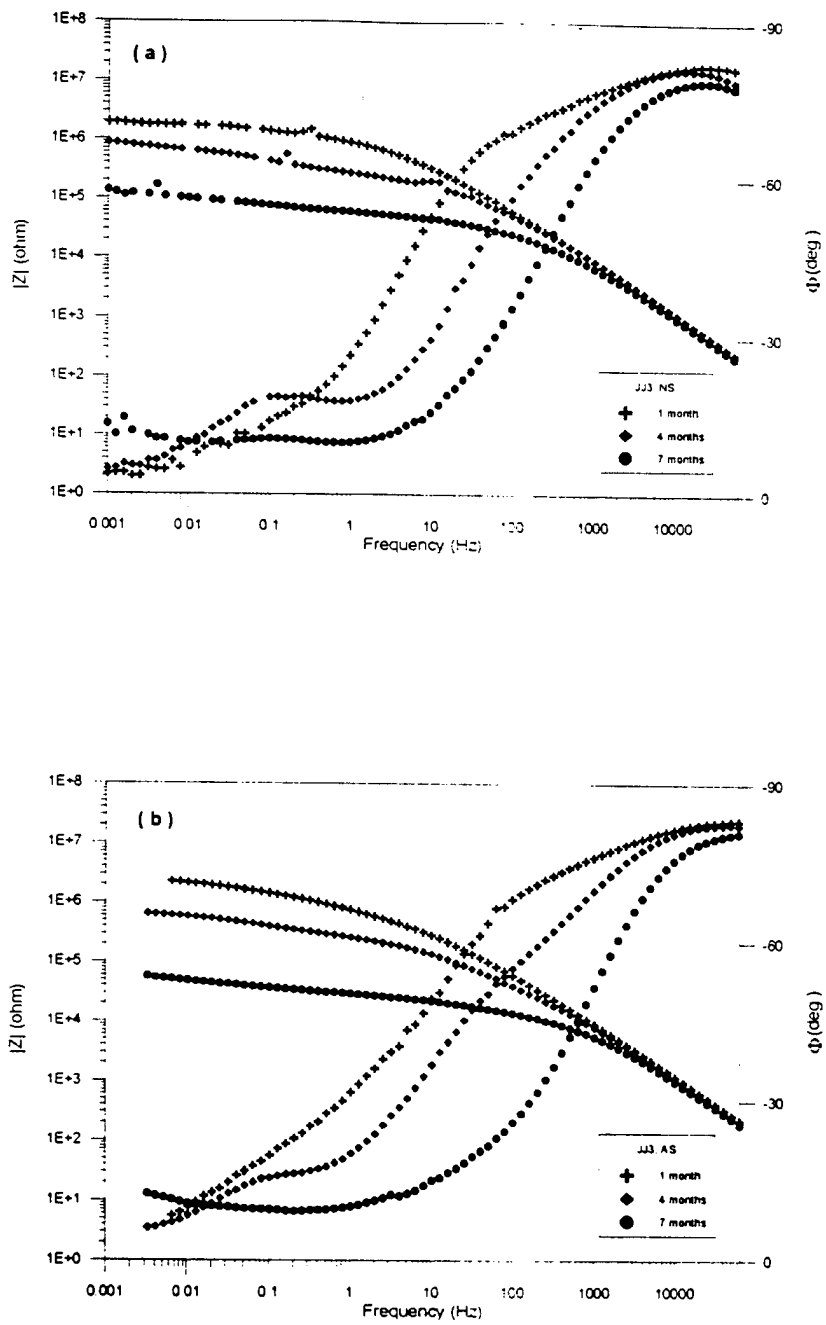 ( a )
1E+8
1E+7
1E+6
1E+5
1E+4
1E+3
1E+2
1E+1
1E+0
|Z| (ohm)
-90
-60
-30
0
Φ(deg)
JJ3. NS
1 month
4 months
7 months
0.001 0.01 0.1 1 10 100 1000 10000
Frequency (Hz)
( b )
1E+8
1E+7
1E+6
1E+5
1E+4
1E+3
1E+2
1E+1
1E+0
|Z| (ohm)
-90
-60
-30
0
Φ(deg)
JJ3. AS
1 month
4 months
7 months
0.001 0.01 0.1 1 10 100 1000 10000
Frequency (Hz)